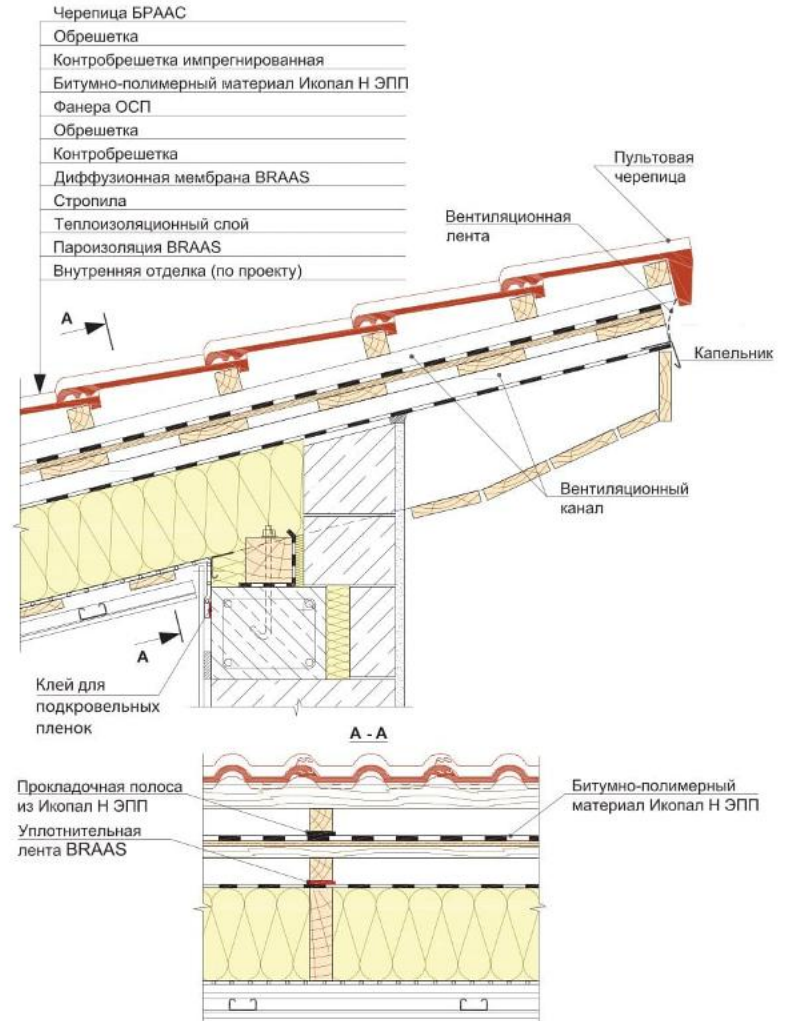 Черепица БРААС
Обрешетка
Контробрешетка импрегнированная
Битумно-полимерный материал Икопал Н ЭПП
Фанера ОСП
Обрешетка
Контробрешетка
Диффузионная мембрана BRAAS
Стропила
Теплоизоляционный слой
Пароизоляция BRAAS
Внутренняя отделка (по проекту)
Пультовая
черепица
Вентиляционная
лента
А
Капельник
Вентиляционный
канал
А
Клей для
подкровельных
пленок
А - А
Прокладочная полоса
из Икопал Н ЭПП
Уплотнительная
лента BRAAS
Битумно-полимерный
материал Икопал Н ЭПП